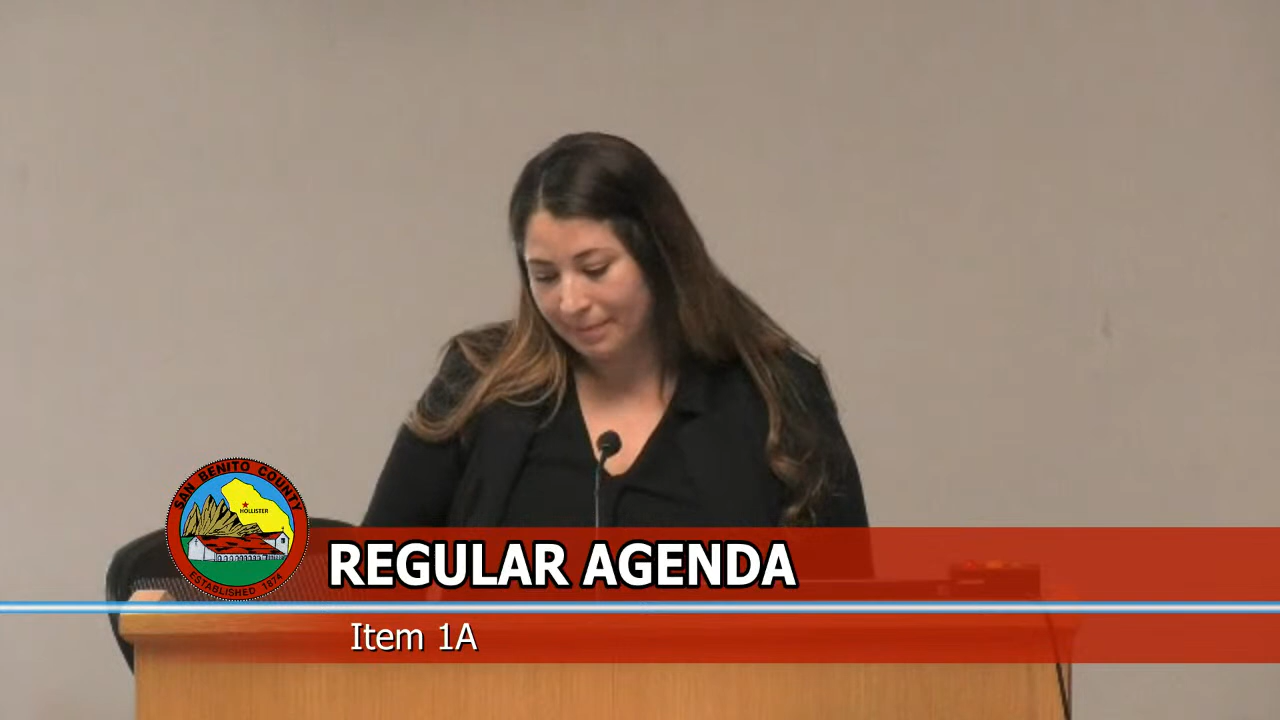 SAN BENITO COUNTY
HOLLISTER
ESTABLISHED 1874
REGULAR AGENDA
Item 1A